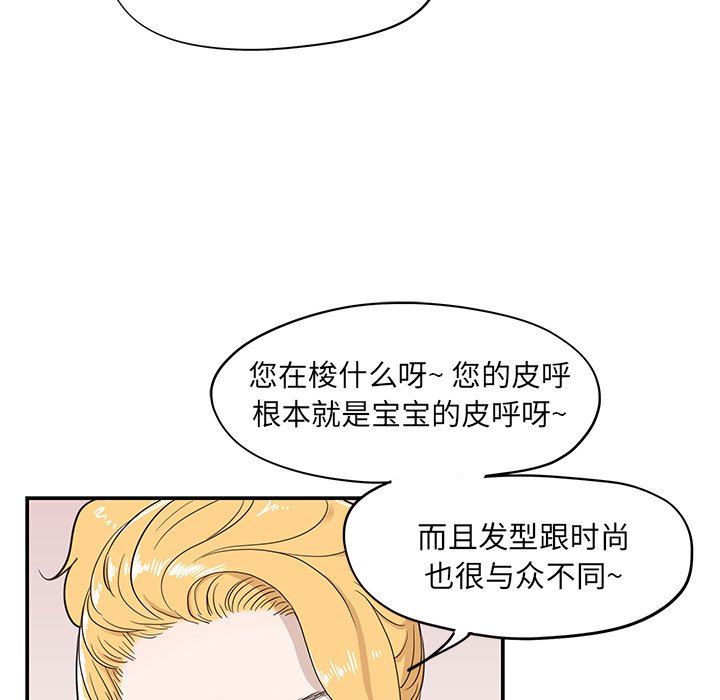 您在梭什么呀~ 您的皮呼
根本就是宝宝的皮呼呀~
而且发型跟时尚
也很与众不同~